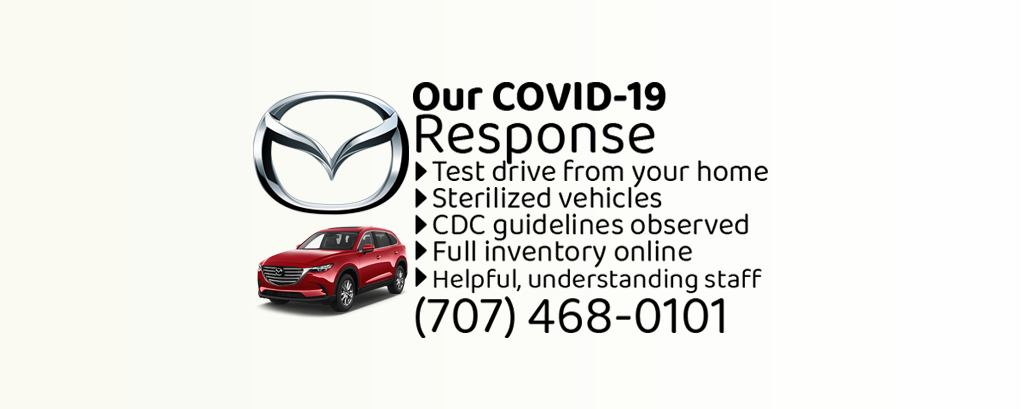 Our COVID-19
Response
Test drive from your home
Sterilized vehicles
CDC guidelines observed
Full inventory online
Helpful, understanding staff
(707) 468-0101